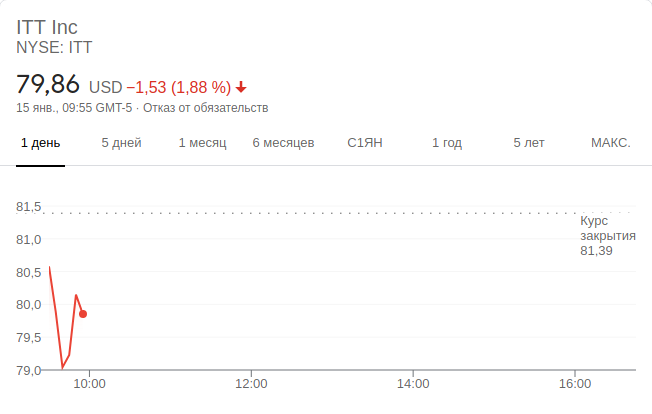 ITT Inc
NYSE: ITT
79,86 USD −1,53 (1,88 %)
15 янв., 09:55 GMT-5 · Отказ от обязательств
1 день 5 дней 1 месяц 6 месяцев С1ЯН 1 год 5 лет МАКС.
81,5
Курс
закрытия
81,39
81,0
80,5
80,0
79,5
79,0
10:00 12:00 14:00 16:00